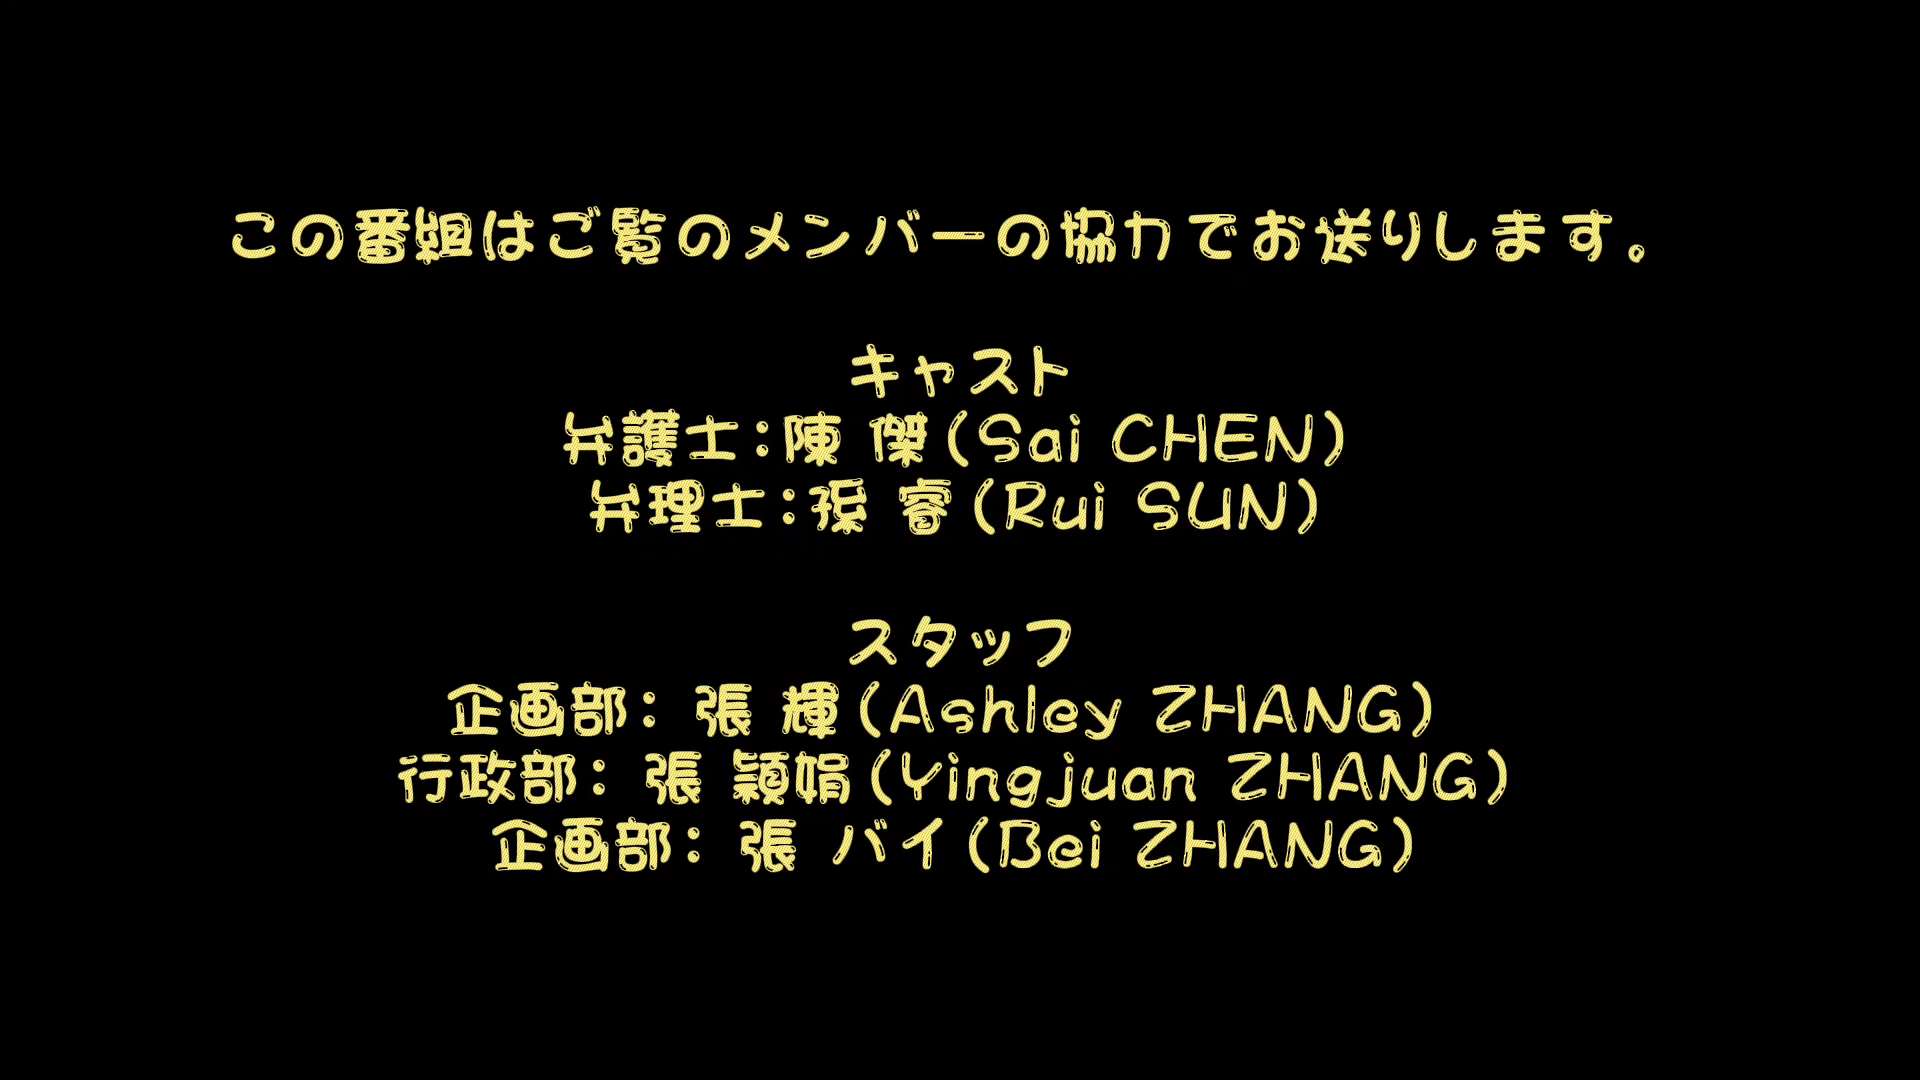 この番組はご覧のメンバーの協力でお送りします。
キャスト
弁護士:陳 傑(Sai CHEN)
弁理士:孫 睿(Rui SUN)
スタッフ
企画部: 張 輝(Ashley ZHANG)
行政部: 張 穎娟(Yingjuan ZHANG)
企画部: 張 バイ(Bei ZHANG)